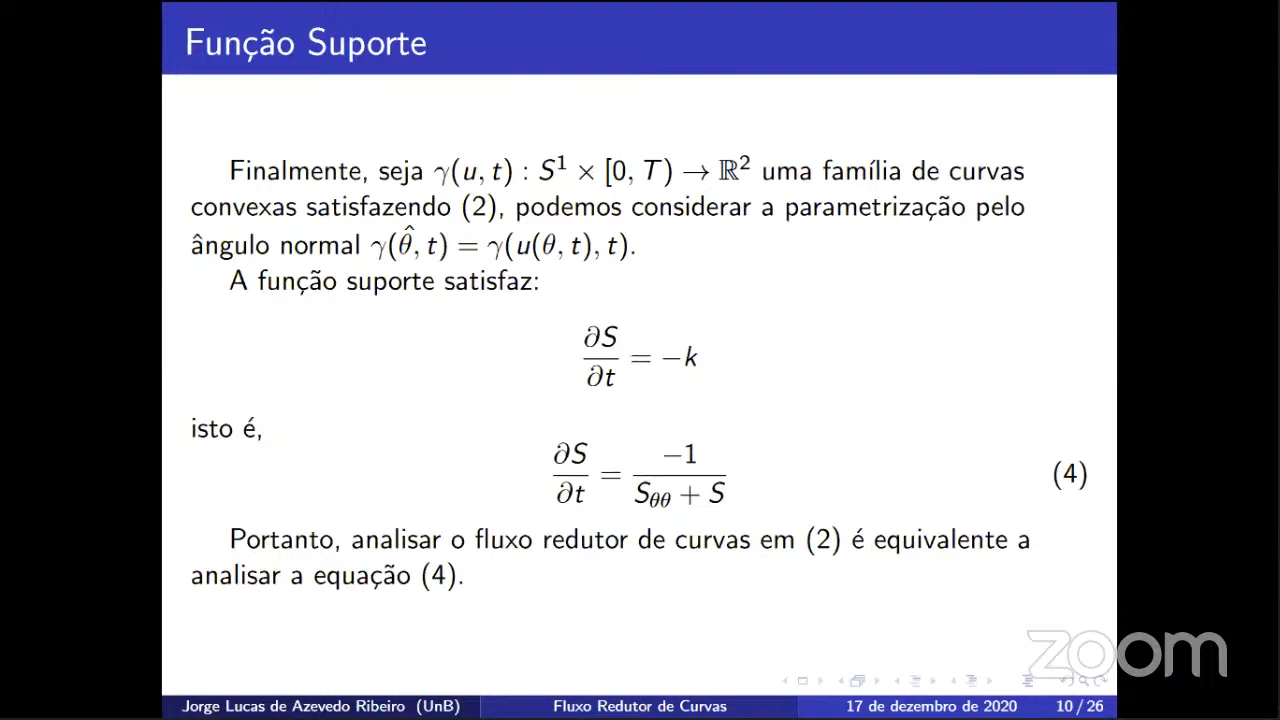 Função Suporte
Finalmente, seja γ(u, t) : S¹ × [0, T) → ℝ² uma família de curvas
convexas satisfazendo (2), podemos considerar a parametrização pelo
ângulo normal γ(θ̂, t) = γ(u(θ, t), t).
A função suporte satisfaz:
∂S/∂t = −k
isto é,
∂S/∂t = −1/(S_θθ + S) (4)
Portanto, analisar o fluxo redutor de curvas em (2) é equivalente a
analisar a equação (4).
zoom
Jorge Lucas de Azevedo Ribeiro (UnB) Fluxo Redutor de Curvas 17 de dezembro de 2020 10 / 26